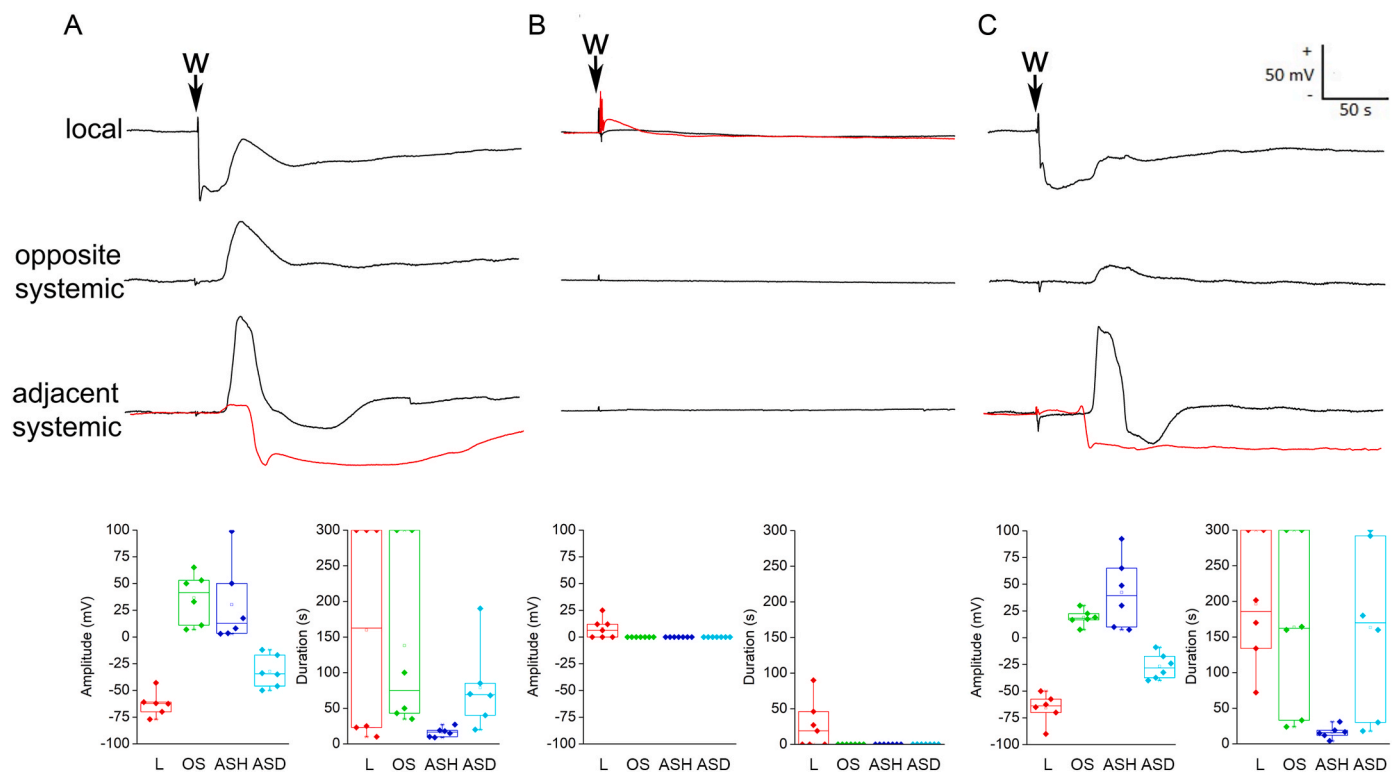 A
B
C
W
W
W
+
50 mV
-
50 s
local
opposite
systemic
adjacent
systemic
Amplitude (mV)
100
75
50
25
0
-25
-50
-75
-100
L OS ASH ASD
Duration (s)
300
250
200
150
100
50
0
L OS ASH ASD
Amplitude (mV)
100
75
50
25
0
-25
-50
-75
-100
L OS ASH ASD
Duration (s)
300
250
200
150
100
50
0
L OS ASH ASD
Amplitude (mV)
100
75
50
25
0
-25
-50
-75
-100
L OS ASH ASD
Duration (s)
300
250
200
150
100
50
0
L OS ASH ASD